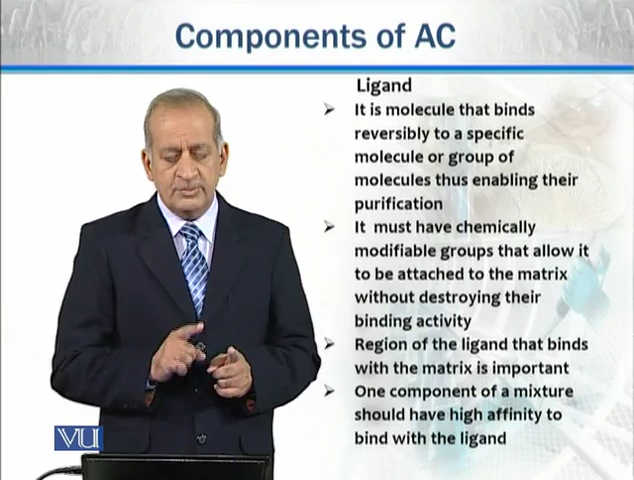 Components of AC
Ligand
➢ It is molecule that binds
reversibly to a specific
molecule or group of
molecules thus enabling their
purification
➢ It must have chemically
modifiable groups that allow it
to be attached to the matrix
without destroying their
binding activity
➢ Region of the ligand that binds
with the matrix is important
➢ One component of a mixture
should have high affinity to
bind with the ligand
VU